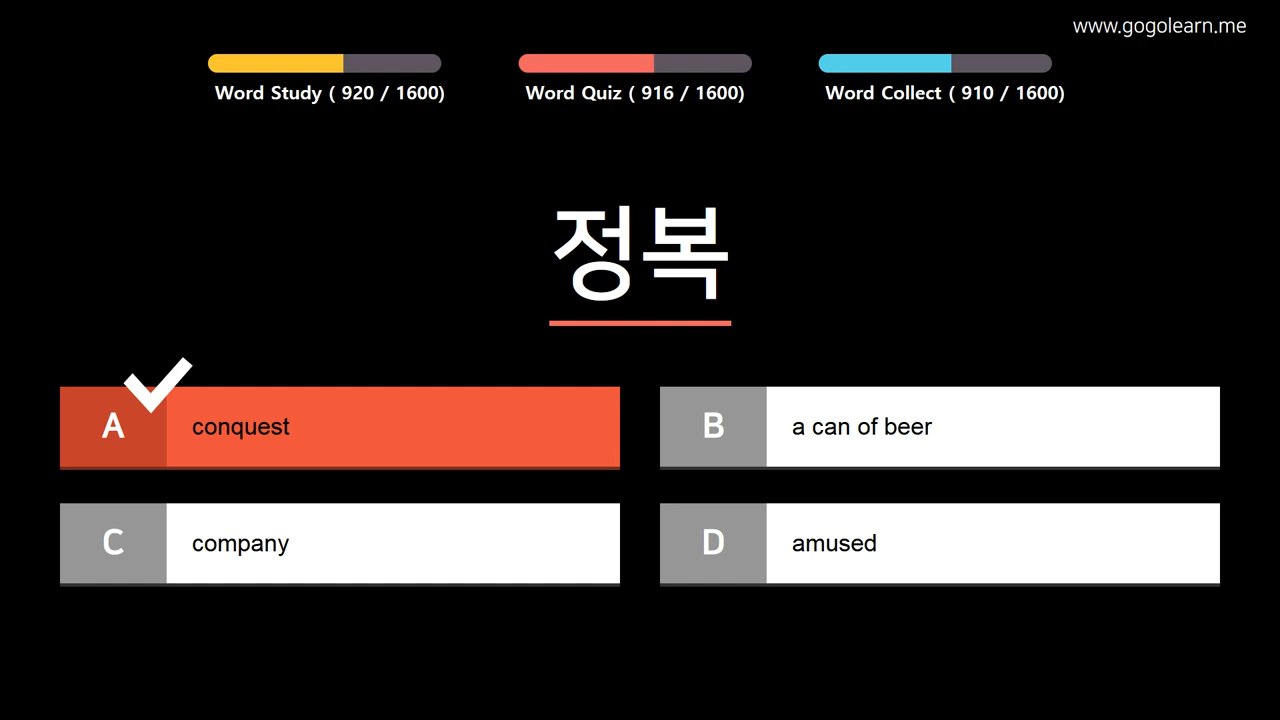 www.gogolearn.me
Word Study ( 920 / 1600)
Word Quiz ( 916 / 1600)
Word Collect ( 910 / 1600)
정복
A conquest
B a can of beer
C company
D amused